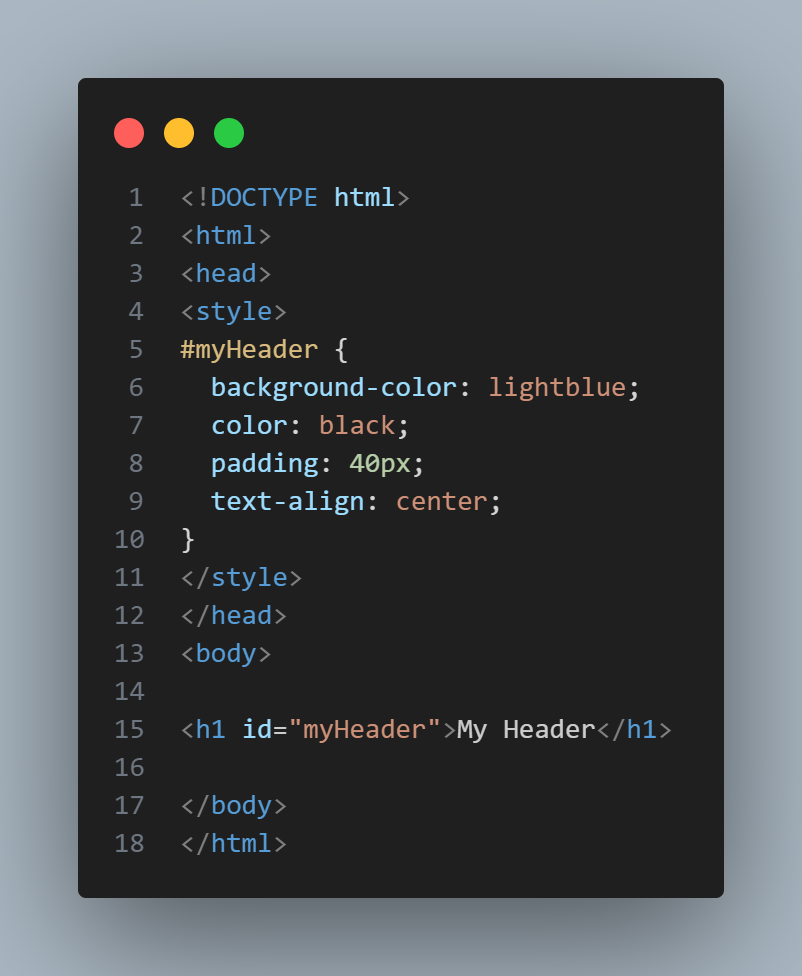 1 <!DOCTYPE html>
2 <html>
3 <head>
4 <style>
5 #myHeader {
6   background-color: lightblue;
7   color: black;
8   padding: 40px;
9   text-align: center;
10 }
11 </style>
12 </head>
13 <body>
14
15 <h1 id="myHeader">My Header</h1>
16
17 </body>
18 </html>